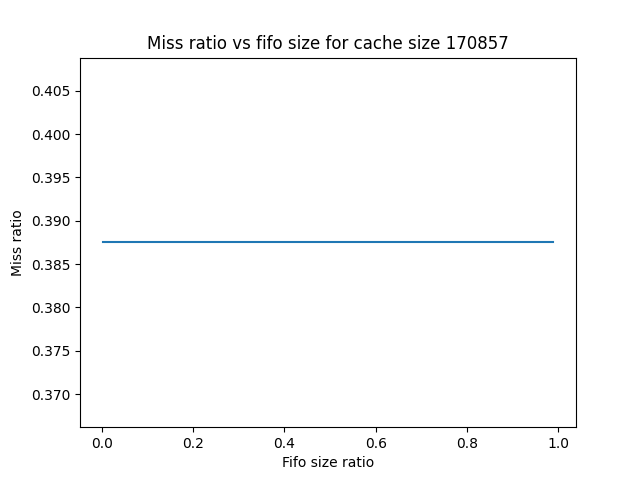 Miss ratio vs fifo size for cache size 170857
0.405
0.400
0.395
0.390
0.385
0.380
0.375
0.370
Miss ratio
0.0 0.2 0.4 0.6 0.8 1.0
Fifo size ratio